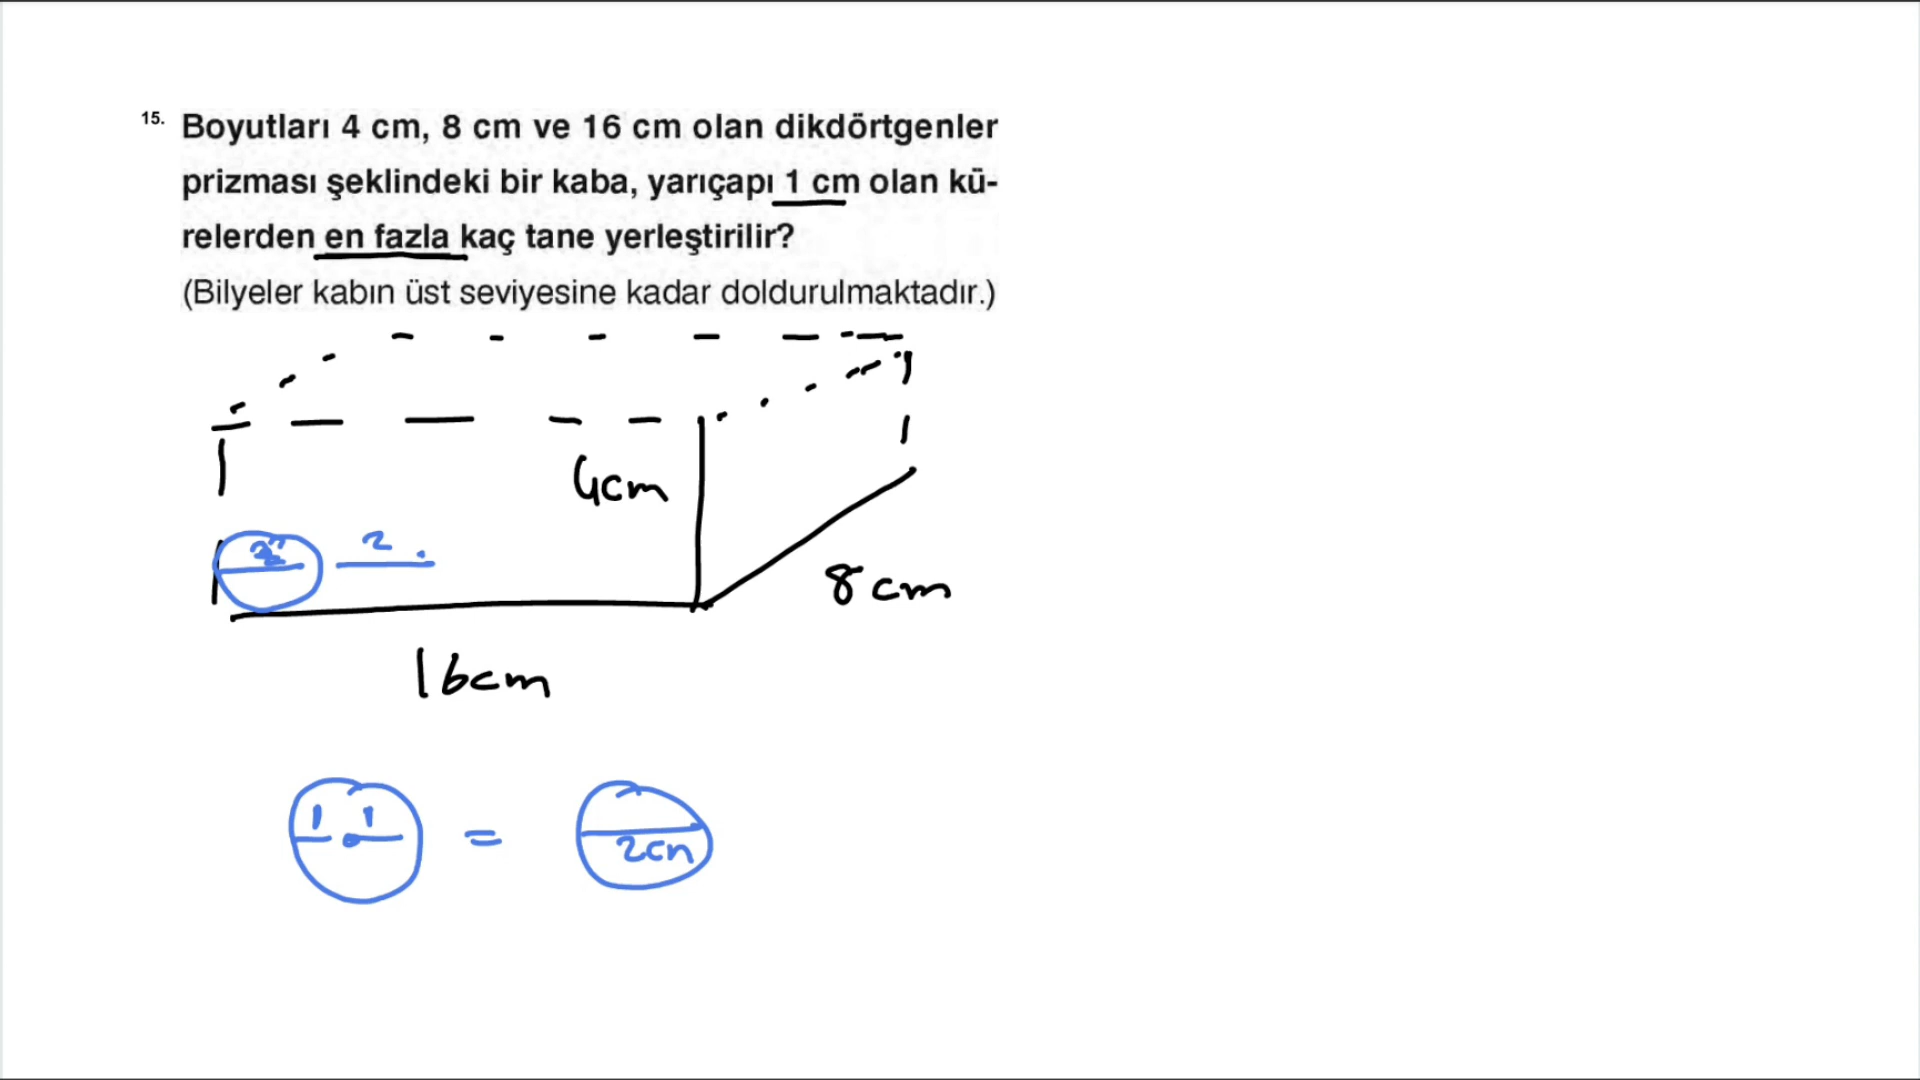 15. Boyutları 4 cm, 8 cm ve 16 cm olan dikdörtgenler
prizması şeklindeki bir kaba, yarıçapı 1 cm olan kü-
relerden en fazla kaç tane yerleştirilir?
(Bilyeler kabın üst seviyesine kadar doldurulmaktadır.)
4cm
2
8cm
16cm
1 1 = 2cm